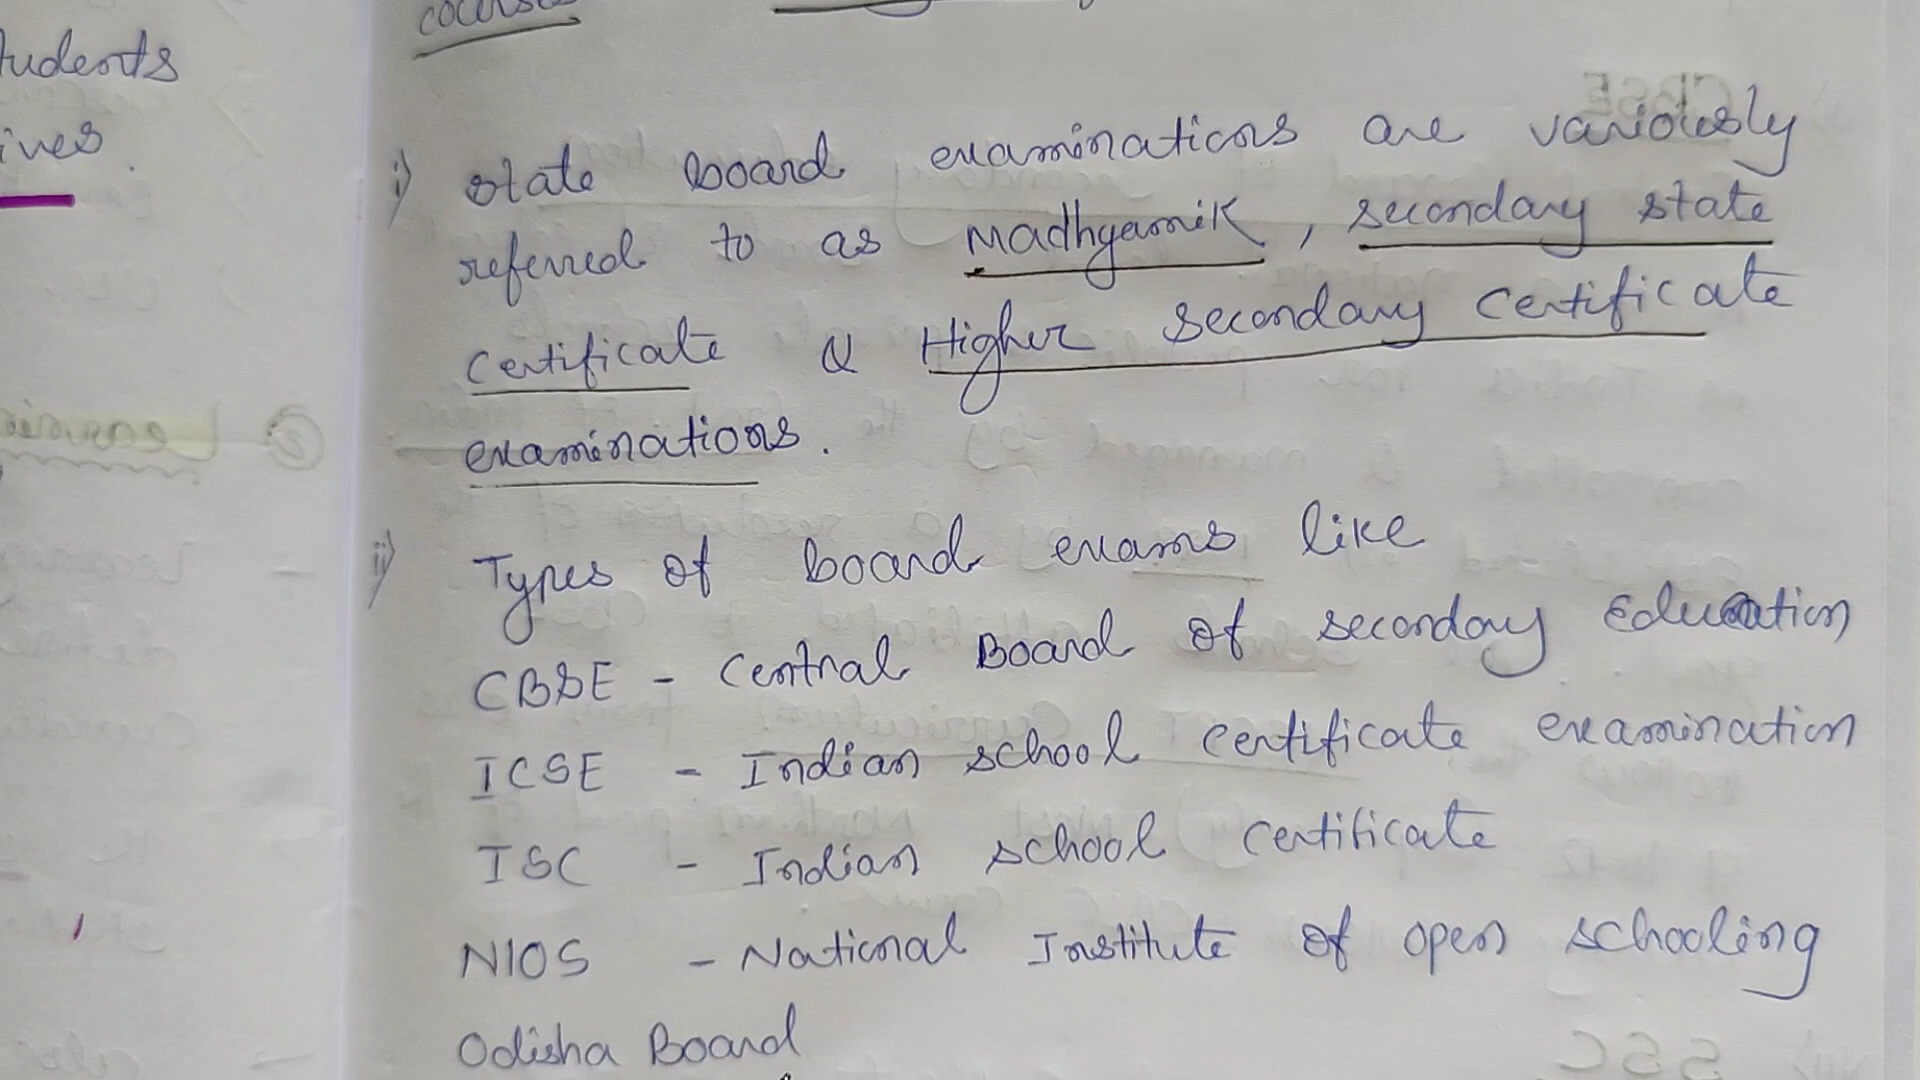 tudents
ives.
courses
i) state board examinations are variously
referred to as Madhyamik, secondary state
certificate & Higher secondary certificate
examinations.
ii) Types of board exams like
CBSE - Central Board of secondary Education
ICSE - Indian school certificate examination
ISC - Indian school certificate
NIOS - National Institute of open schooling
Odisha Board